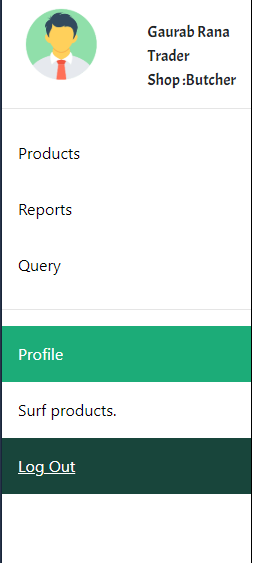 Gaurab Rana
Trader
Shop :Butcher
Products
Reports
Query
Profile
Surf products.
Log Out